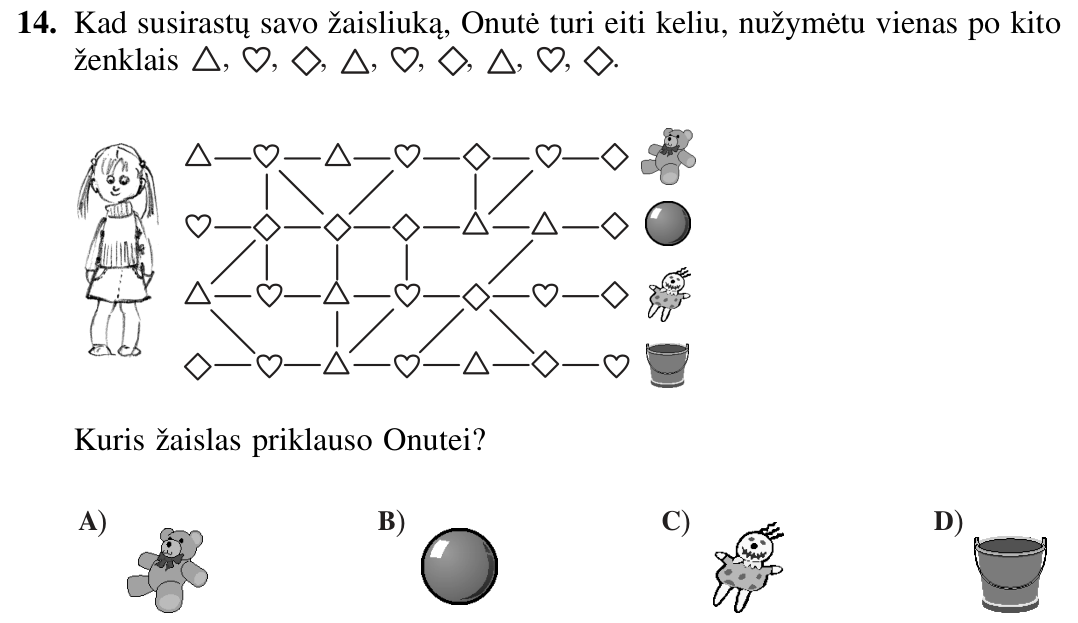 14. Kad susirastų savo žaisliuką, Onutė turi eiti keliu, nužymėtu vienas po kito
ženklais △, ♡, ◇, △, ♡, ◇, △, ♡, ◇.
Kuris žaislas priklauso Onutei?
A) B) C) D)